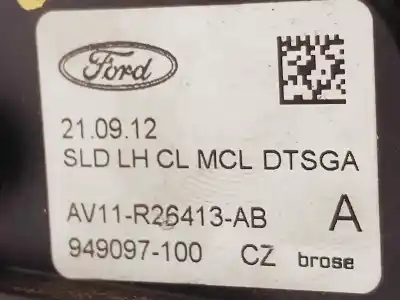 Ford
21.09.12
SLD LH CL MCL DTSGA
AV11-R26413-AB A
949097-100 CZ brose